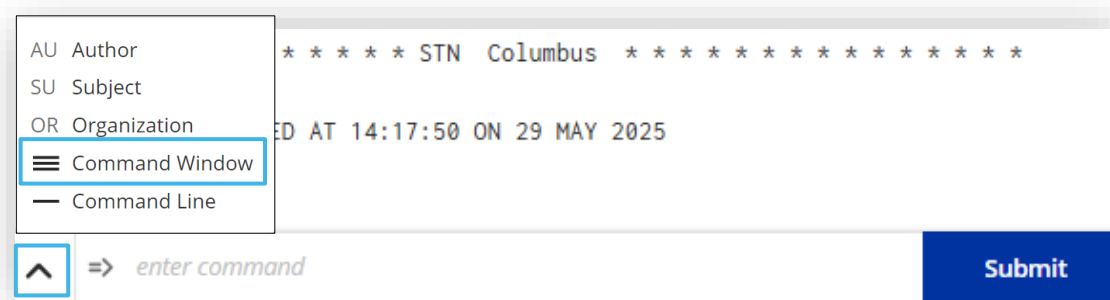 AU Author
SU Subject
OR Organization
Command Window
Command Line
* * * * * STN Columbus * * * * * * * * * * * * * * *
ED AT 14:17:50 ON 29 MAY 2025
=> enter command
Submit